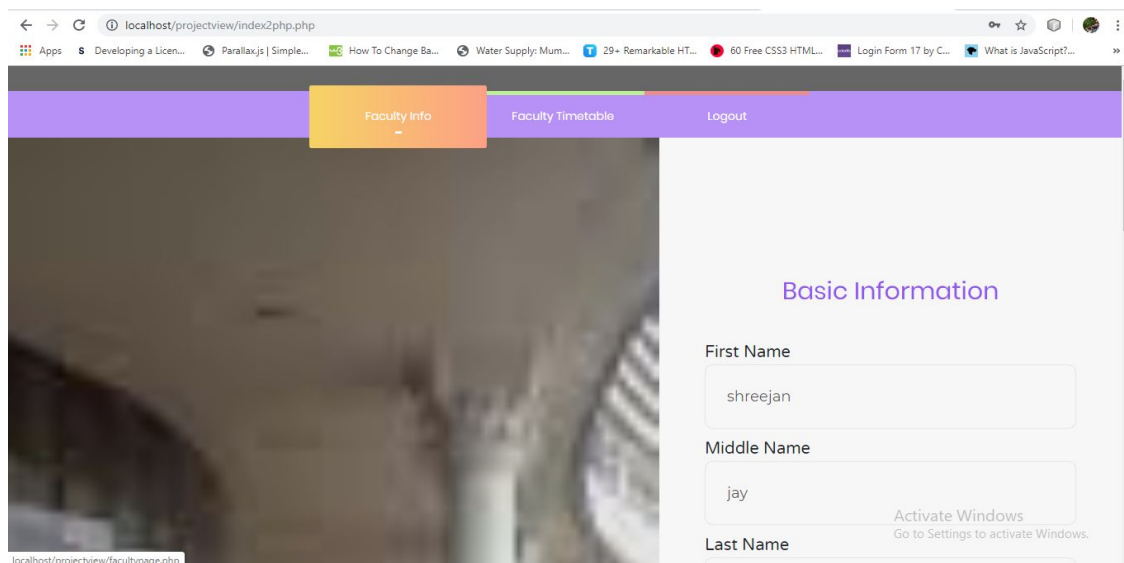 localhost/projectview/index2php.php
Apps S Developing a Licen... Parallax.js | Simple... How To Change Ba... Water Supply: Mum... T 29+ Remarkable HT... 60 Free CSS3 HTML... Login Form 17 by C... What is JavaScript?... »
Faculty Info Faculty Timetable Logout
Basic Information
First Name
shreejan
Middle Name
jay
Activate Windows
Go to Settings to activate Windows.
Last Name
localhost/projectview/facultypage.php